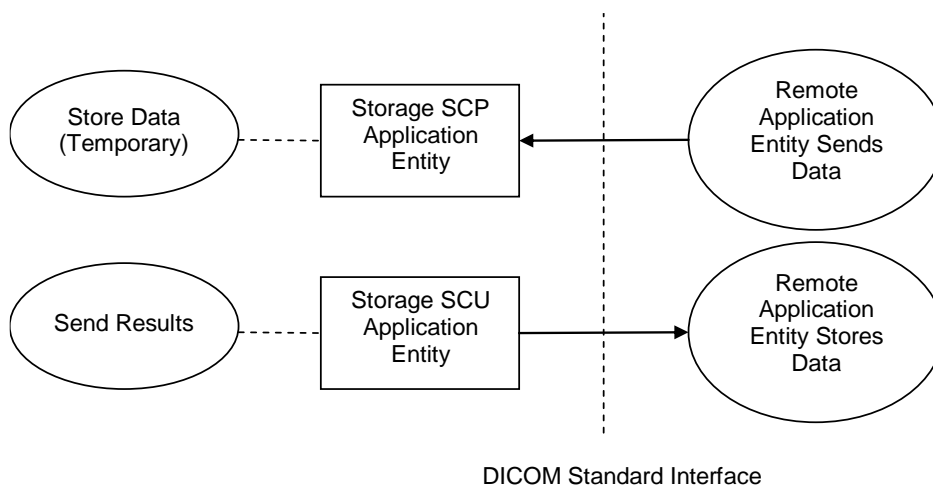 Store Data
(Temporary)
Storage SCP
Application
Entity
Remote
Application
Entity Sends
Data
Send Results
Storage SCU
Application
Entity
Remote
Application
Entity Stores
Data
DICOM Standard Interface